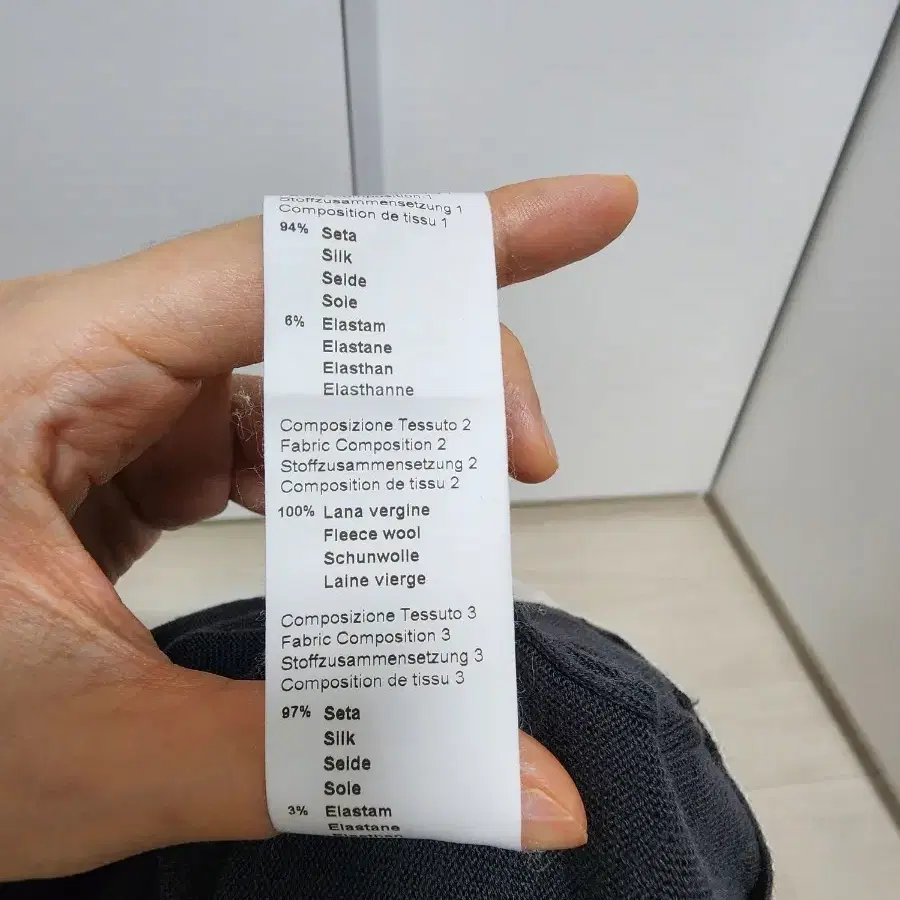 Stoffzusammensetzung 1
Composition de tissu 1
94% Seta
Silk
Seide
Soie
6% Elastam
Elastane
Elasthan
Elasthanne
Composizione Tessuto 2
Fabric Composition 2
Stoffzusammensetzung 2
Composition de tissu 2
100% Lana vergine
Fleece wool
Schunwolle
Laine vierge
Composizione Tessuto 3
Fabric Composition 3
Stoffzusammensetzung 3
Composition de tissu 3
97% Seta
Silk
Seide
Soie
3% Elastam
Elastane